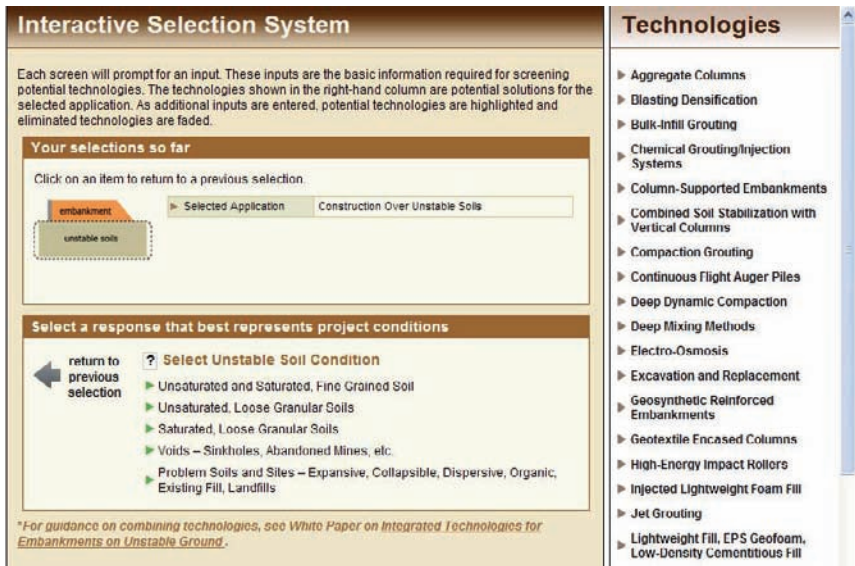 Interactive Selection System
Each screen will prompt for an input. These inputs are the basic information required for screening
potential technologies. The technologies shown in the right-hand column are potential solutions for the
selected application. As additional inputs are entered, potential technologies are highlighted and
eliminated technologies are faded.
Your selections so far
Click on an item to return to a previous selection.
embankment
unstable soils
Selected Application
Construction Over Unstable Soils
Select a response that best represents project conditions
return to
previous
selection
? Select Unstable Soil Condition
Unsaturated and Saturated, Fine Grained Soil
Unsaturated, Loose Granular Soils
Saturated, Loose Granular Soils
Voids – Sinkholes, Abandoned Mines, etc.
Problem Soils and Sites – Expansive, Collapsible, Dispersive, Organic,
Existing Fill, Landfills
*For guidance on combining technologies, see White Paper on Integrated Technologies for
Embankments on Unstable Ground.
Technologies
Aggregate Columns
Blasting Densification
Bulk-Infill Grouting
Chemical Grouting/Injection
Systems
Column-Supported Embankments
Combined Soil Stabilization with
Vertical Columns
Compaction Grouting
Continuous Flight Auger Piles
Deep Dynamic Compaction
Deep Mixing Methods
Electro-Osmosis
Excavation and Replacement
Geosynthetic Reinforced
Embankments
Geotextile Encased Columns
High-Energy Impact Rollers
Injected Lightweight Foam Fill
Jet Grouting
Lightweight Fill, EPS Geofoam,
Low-Density Cementitious Fill